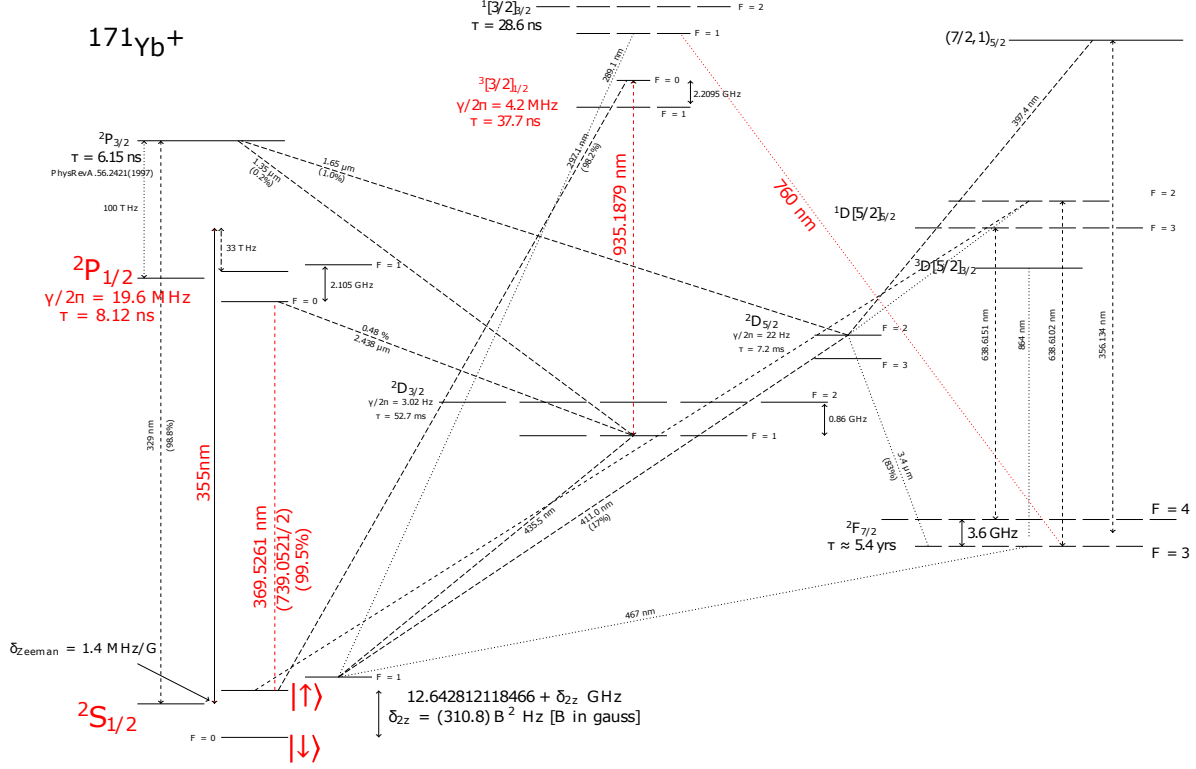 171Yb+
¹[3/2]3/2
τ = 28.6 ns
F = 2
F = 1
(7/2,1)5/2
³[3/2]1/2
γ/2π = 4.2 MHz
τ = 37.7 ns
F = 0
2.2095 GHz
F = 1
289.1 nm
297.1 nm
(98.2%)
397.4 nm
²P3/2
τ = 6.15 ns
PhysRevA.56.2421(1997)
100 THz
1.35 μm
(0.2%)
1.65 μm
(1.0%)
935.1879 nm
760 nm
¹D[5/2]5/2
F = 2
F = 3
³D[5/2]3/2
33 THz
²P1/2
γ/2π = 19.6 MHz
τ = 8.12 ns
F = 1
2.105 GHz
F = 0
0.48 %
2.438 μm
²D5/2
γ/2π = 22 Hz
τ = 7.2 ms
F = 2
F = 3
638.6151 nm
864 nm
638.6102 nm
356.134 nm
²D3/2
γ/2π = 3.02 Hz
τ = 52.7 ms
F = 2
0.86 GHz
F = 1
329 nm
(98.8%)
355nm
369.5261 nm
(739.0521/2)
(99.5%)
435.5 nm
411.0 nm
(17%)
3.4 μm
(83%)
²F7/2
τ ≈ 5.4 yrs
F = 4
3.6 GHz
F = 3
467 nm
δZeeman = 1.4 MHz/G
F = 1
²S1/2
|↑⟩
12.642812118466 + δ2z GHz
δ2z = (310.8) B² Hz [B in gauss]
F = 0
|↓⟩